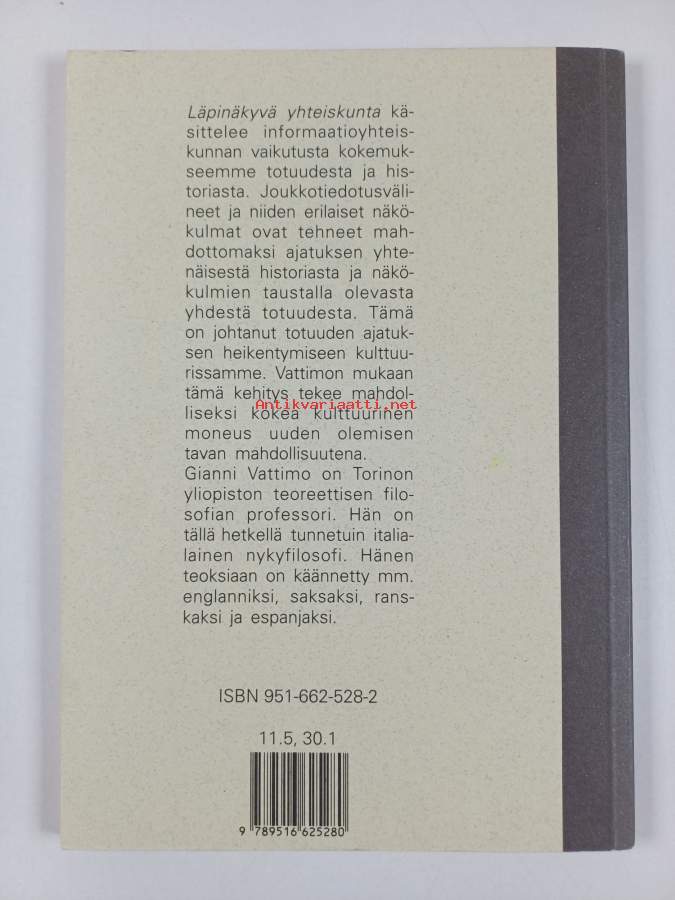 Läpinäkyvä yhteiskunta kä-
sittelee informaatioyhteis-
kunnan vaikutusta kokemuk-
seemme totuudesta ja his-
toriasta. Joukkotiedotusväli-
neet ja niiden erilaiset näkö-
kulmat ovat tehneet mah-
dottomaksi ajatuksen yhte-
näisestä historiasta ja näkö-
kulmien taustalla olevasta
yhdestä totuudesta. Tämä
on johtanut totuuden ajatuk-
sen heikentymiseen kulttuu-
rissamme. Vattimon mukaan
tämä kehitys tekee mahdol-
Antikvariaatti.net
liseksi kokea kulttuurinen
moneus uuden olemisen
tavan mahdollisuutena.
Gianni Vattimo on Torinon
yliopiston teoreettisen filo-
sofian professori. Hän on
tällä hetkellä tunnetuin italia-
lainen nykyfilosofi. Hänen
teoksiaan on käännetty mm.
englanniksi, saksaksi, rans-
kaksi ja espanjaksi.
ISBN 951-662-528-2
11.5, 30.1
9 789516 625280